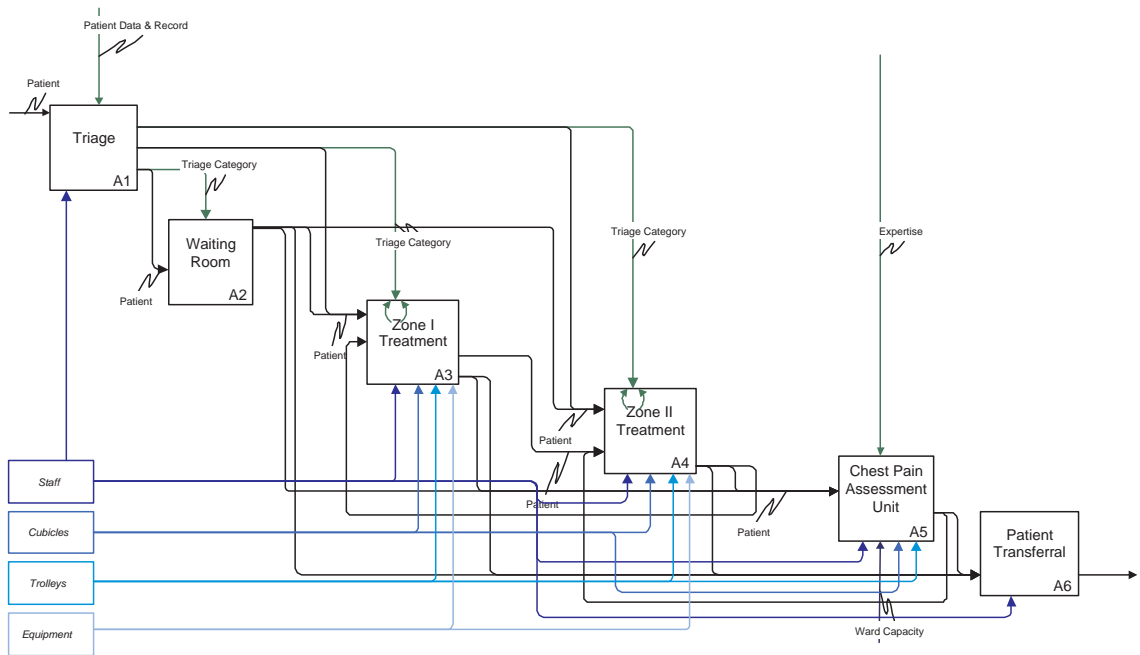 Patient Data & Record
Patient
Triage
A1
Triage Category
Waiting
Room
A2
Patient
Triage Category
Triage Category
Expertise
Zone I
Treatment
A3
Patient
Zone II
Treatment
A4
Patient
Patient
Patient
Chest Pain
Assessment
Unit
A5
Patient
Transferral
A6
Ward Capacity
Staff
Cubicles
Trolleys
Equipment